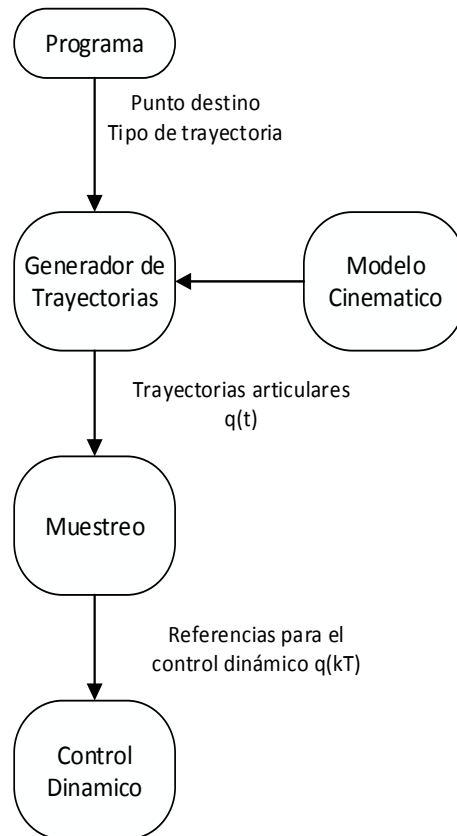 Programa
Punto destino
Tipo de trayectoria
Generador de
Trayectorias
Modelo
Cinematico
Trayectorias articulares
q(t)
Muestreo
Referencias para el
control dinámico q(kT)
Control
Dinamico